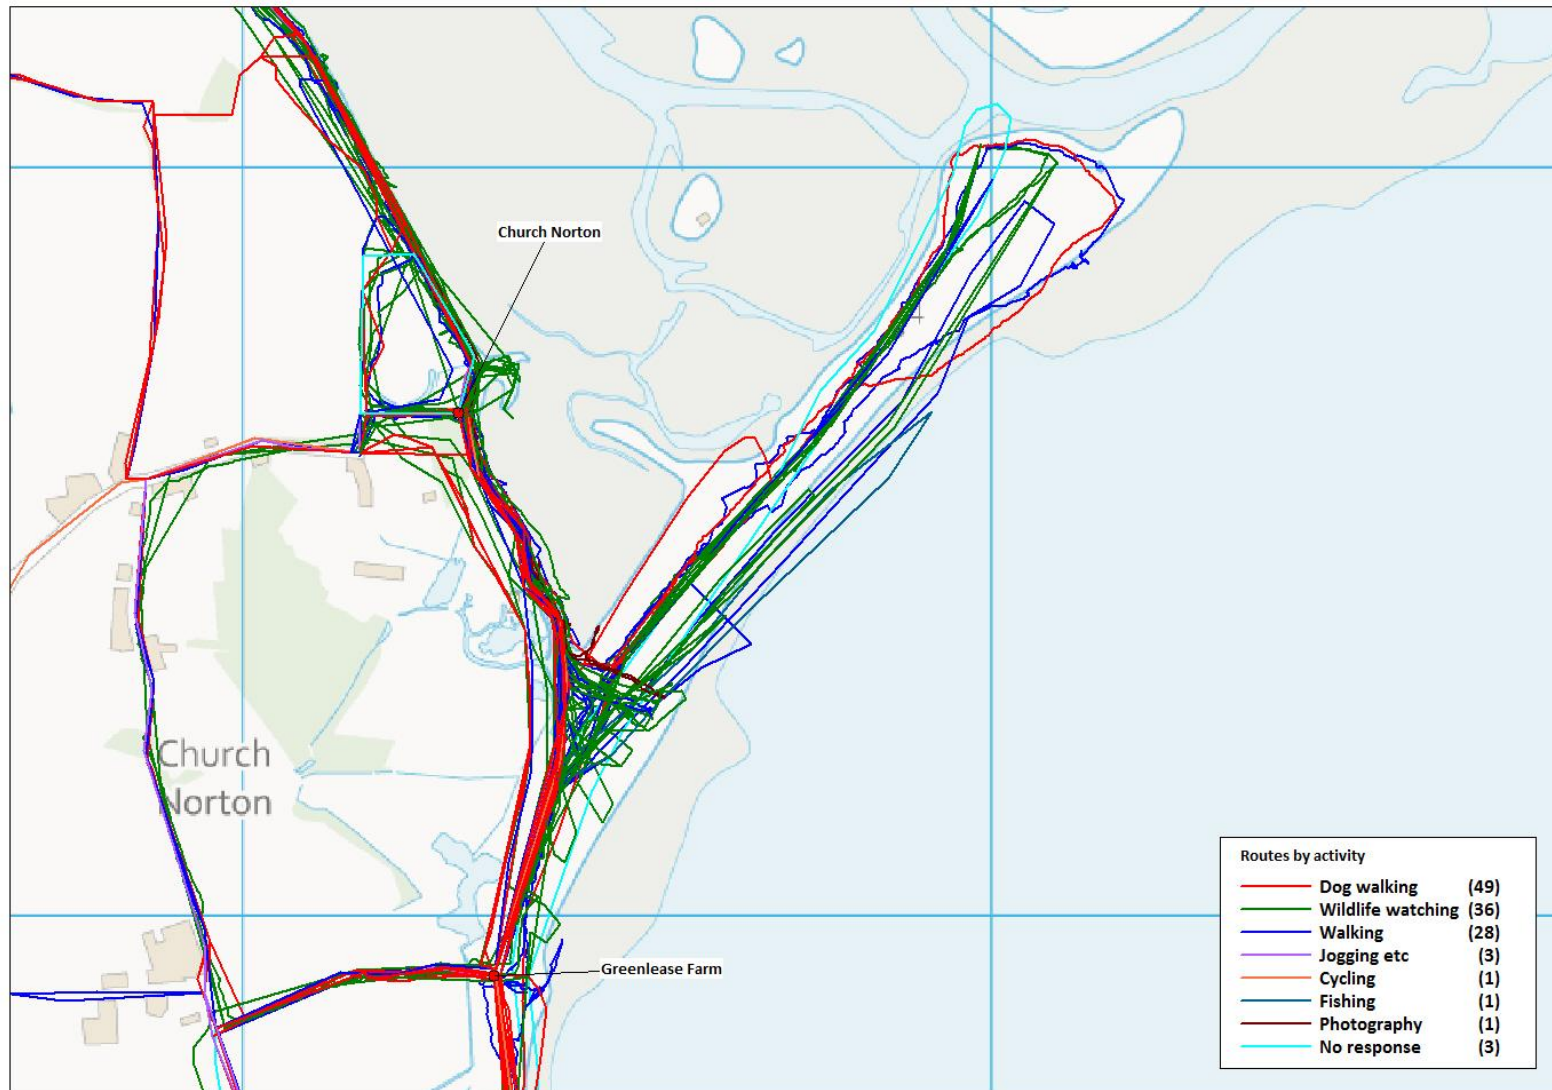 Church Norton
Church
Norton
Greenlease Farm
Routes by activity
Dog walking (49)
Wildlife watching (36)
Walking (28)
Jogging etc (3)
Cycling (1)
Fishing (1)
Photography (1)
No response (3)